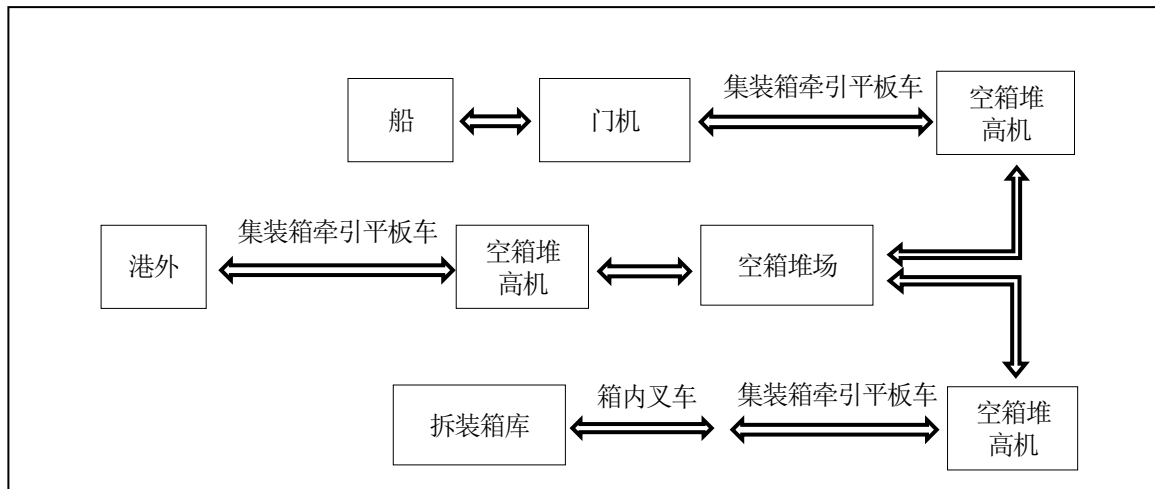 船
门机
集装箱牵引平板车
空箱堆
高机
港外
集装箱牵引平板车
空箱堆
高机
空箱堆场
拆装箱库
箱内叉车
集装箱牵引平板车
空箱堆
高机